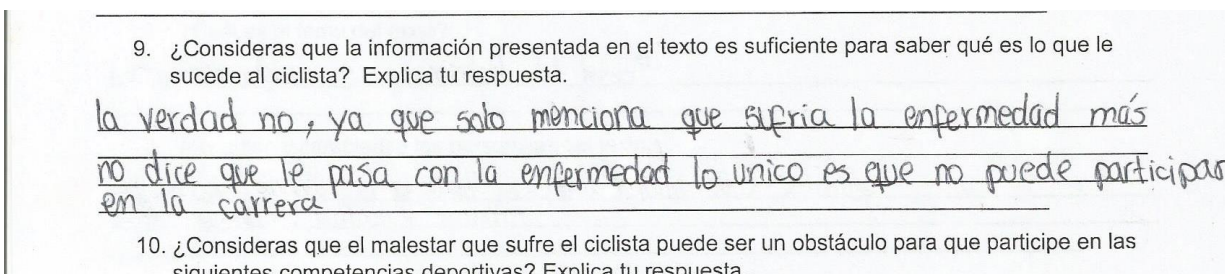 9. ¿Consideras que la información presentada en el texto es suficiente para saber qué es lo que le
sucede al ciclista? Explica tu respuesta.
la verdad no, ya que solo menciona que sufria la enfermedad más
no dice que le pasa con la enfermedad lo unico es que no puede participar
en la carrera
10. ¿Consideras que el malestar que sufre el ciclista puede ser un obstáculo para que participe en las
siguientes competencias deportivas? Explica tu respuesta